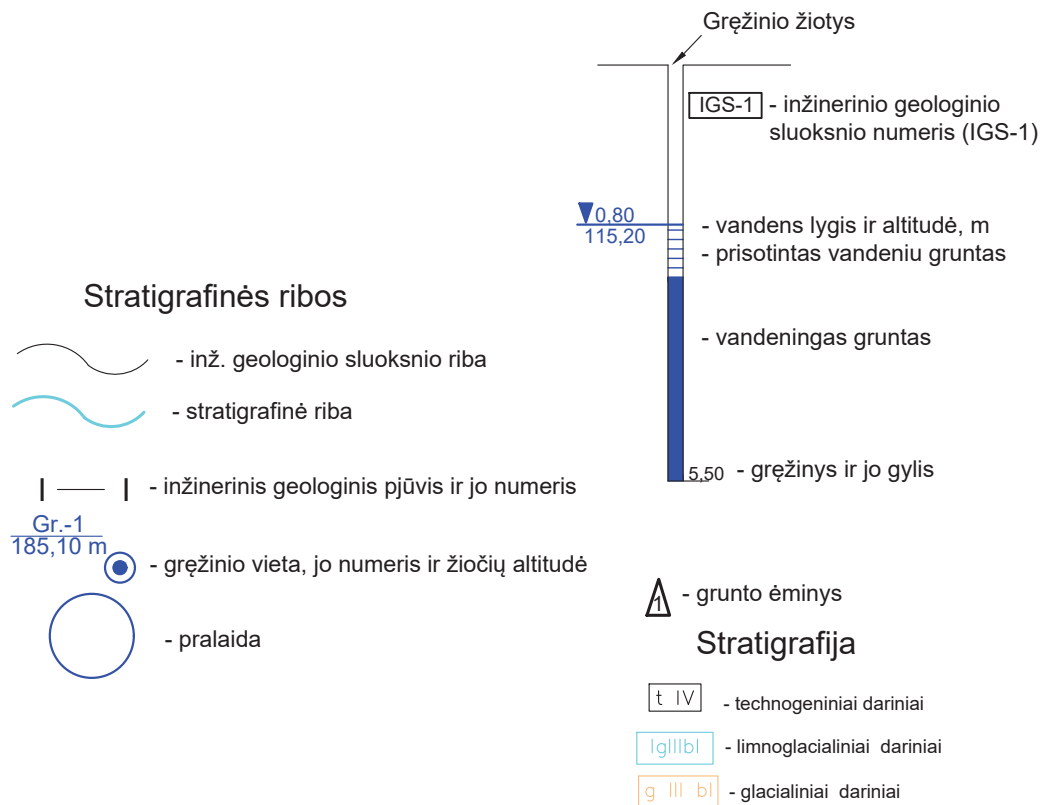 Gręžinio žiotys
IGS-1 - inžinerinio geologinio
sluoksnio numeris (IGS-1)
0,80
115,20
- vandens lygis ir altitudė, m
- prisotintas vandeniu gruntas
- vandeningas gruntas
5,50 - gręžinys ir jo gylis
Stratigrafinės ribos
- inž. geologinio sluoksnio riba
- stratigrafinė riba
- inžinerinis geologinis pjūvis ir jo numeris
Gr.-1
185,10 m
- gręžinio vieta, jo numeris ir žiočių altitudė
- pralaida
1 - grunto ėminys
Stratigrafija
t IV - technogeniniai dariniai
lgIIIbl - limnoglacialiniai dariniai
g III bl - glacialiniai dariniai